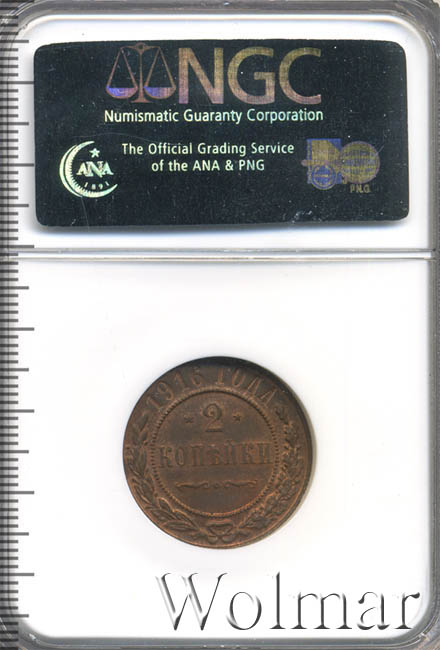 NGC
Numismatic Guaranty Corporation
The Official Grading Service
of the ANA & PNG
ANA
1891
P.N.G.
1916 ГОДА
2
КОПѢЙКИ
Wolmar